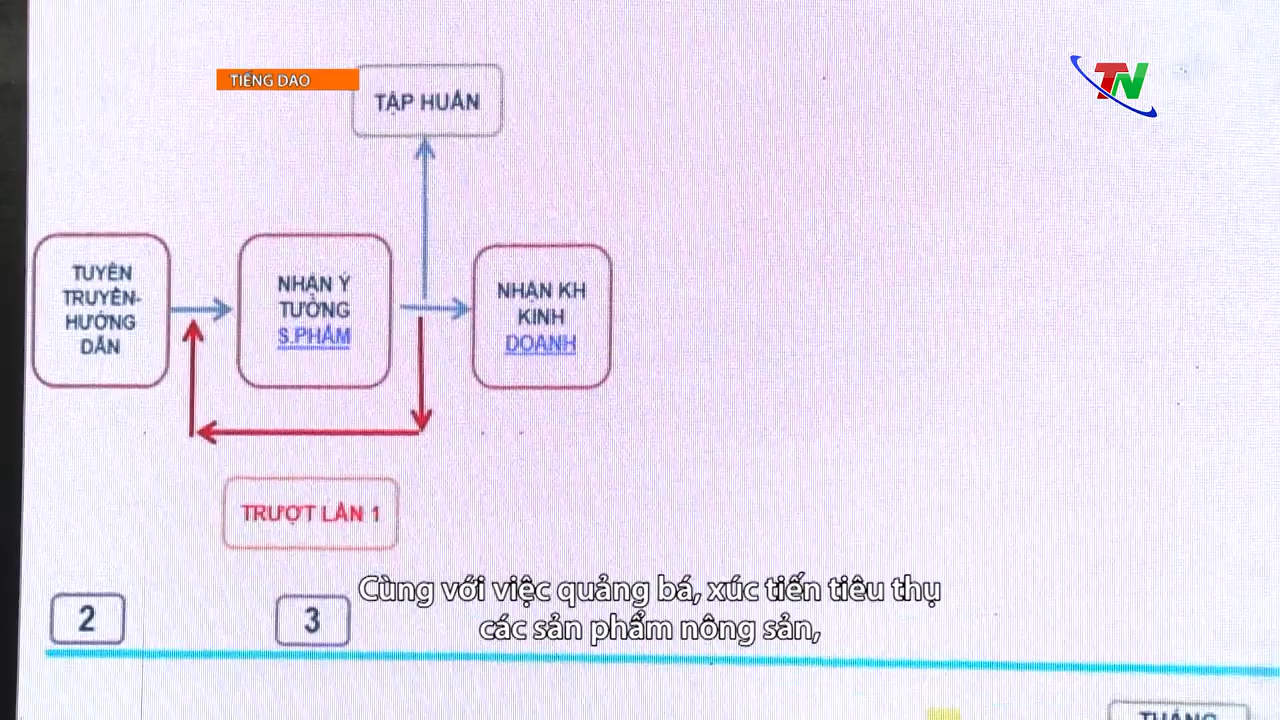 TIẾNG DAO
TN
TẬP HUẤN
TUYÊN
TRUYỀN-
HƯỚNG
DẪN
NHẬN Ý
TƯỞNG
S.PHẨM
NHẬN KH
KINH
DOANH
TRƯỢT LẦN 1
Cùng với việc quảng bá, xúc tiến tiêu thụ
các sản phẩm nông sản,
2
3
THÁNG